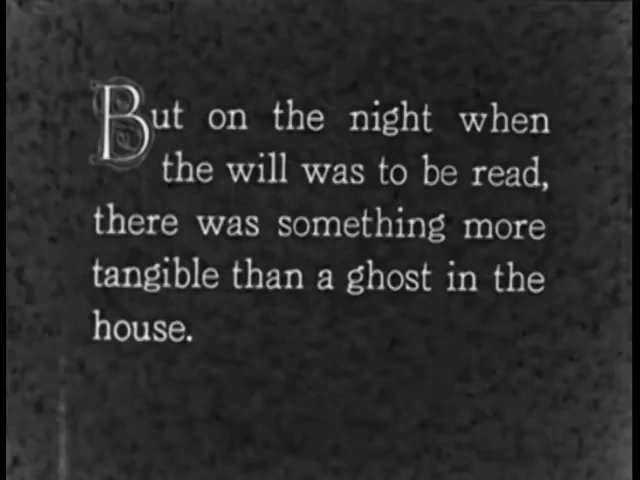 But on the night when
the will was to be read,
there was something more
tangible than a ghost in the
house.